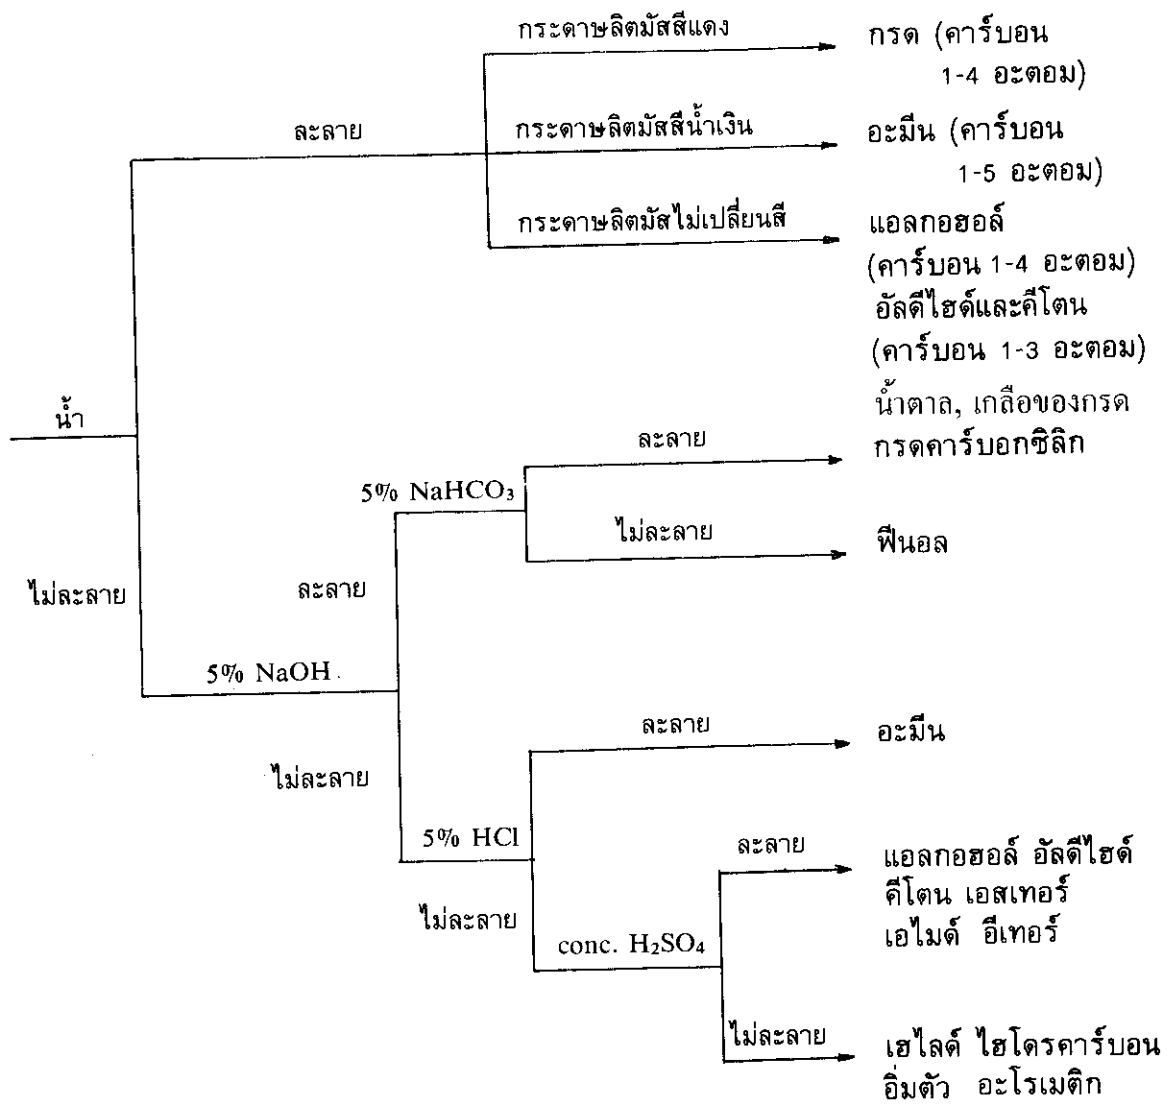 กระดาษลิตมัสสีแดง
กรด (คาร์บอน
1-4 อะตอม)
ละลาย
กระดาษลิตมัสสีน้ำเงิน
อะมีน (คาร์บอน
1-5 อะตอม)
กระดาษลิตมัสไม่เปลี่ยนสี
แอลกอฮอล์
(คาร์บอน 1-4 อะตอม)
อัลดีไฮด์และคีโตน
(คาร์บอน 1-3 อะตอม)
น้ำตาล, เกลือของกรด
น้ำ
ละลาย
กรดคาร์บอกซิลิก
5% NaHCO₃
ไม่ละลาย
ฟีนอล
ไม่ละลาย
ละลาย
5% NaOH
ละลาย
อะมีน
ไม่ละลาย
5% HCl
ละลาย
แอลกอฮอล์ อัลดีไฮด์
คีโตน เอสเทอร์
เอไมด์ อีเทอร์
ไม่ละลาย
conc. H₂SO₄
ไม่ละลาย
เฮไลด์ ไฮโดรคาร์บอน
อิ่มตัว อะโรเมติก